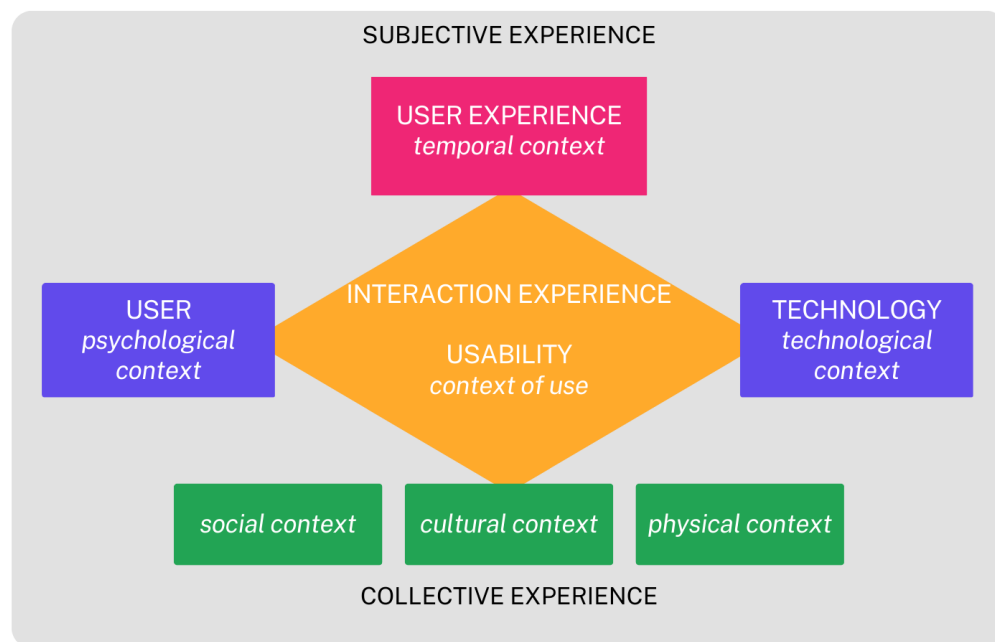 SUBJECTIVE EXPERIENCE
USER EXPERIENCE
temporal context
INTERACTION EXPERIENCE
USABILITY
context of use
USER
psychological
context
TECHNOLOGY
technological
context
social context
cultural context
physical context
COLLECTIVE EXPERIENCE